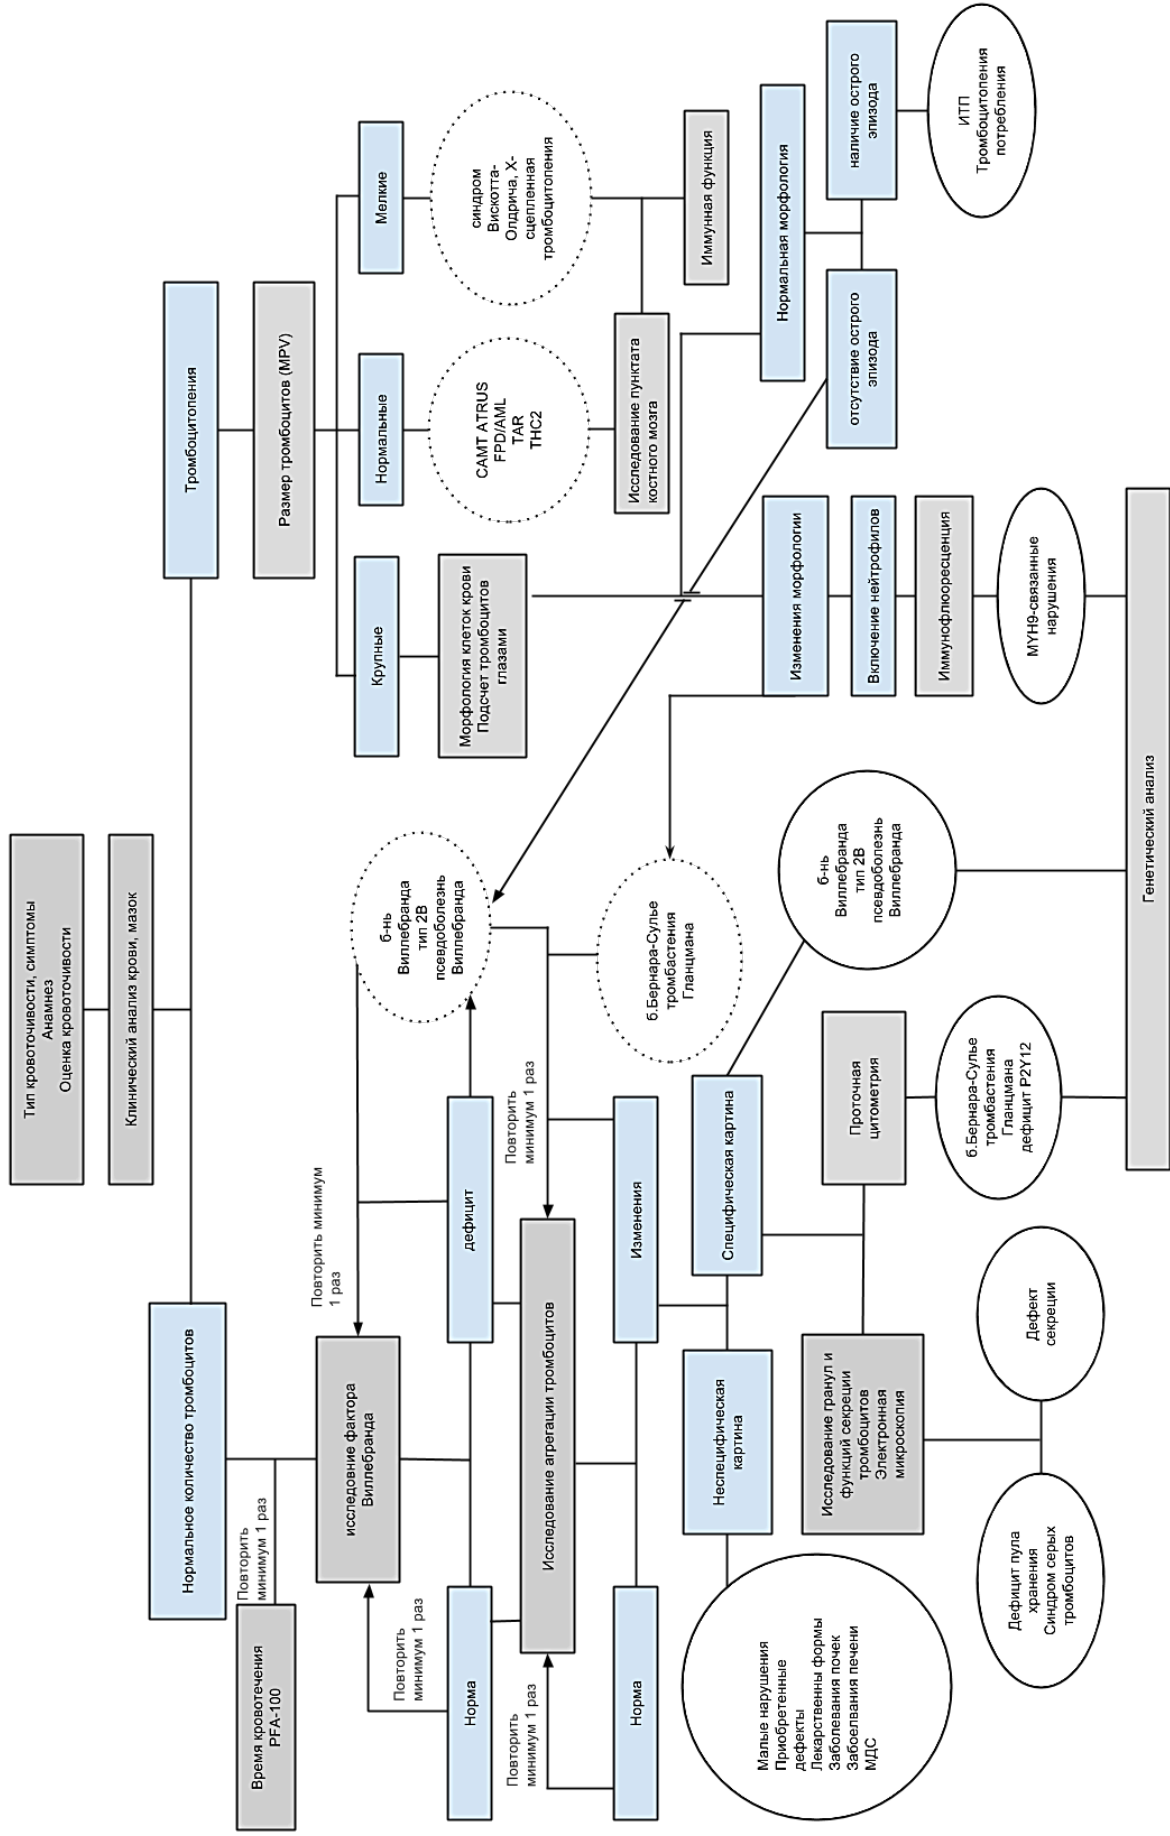 Тип кровоточивости, симптомы
Анамнез
Оценка кровоточивости
Клинический анализ крови, мазок
Нормальное количество тромбоцитов
Тромбоцитопения
Время кровотечения
PFA-100
Повторить
минимум 1 раз
Размер тромбоцитов (MPV)
исследовние фактора
Виллебранда
Повторить минимум
1 раз
б-нь
Виллебранда
тип 2В
псевдоболезнь
Виллебранда
Крупные
Нормальные
Мелкие
Повторить
минимум 1 раз
Норма
дефицит
Морфология клеток крови
Подсчет тромбоцитов
глазами
CAMT ATRUS
FPD/AML
TAR
THC2
синдром
Вискотта-
Олдрича, Х-
сцепленная
тромбоцитопения
Повторить
минимум 1 раз
Исследование агрегации тромбоцитов
Повторить
минимум 1 раз
Норма
Изменения
б.Бернара-Сулье
тромбастения
Гланцмана
Исследование пунктата
костного мозга
Иммунная функция
Неспецифическая
картина
Специфическая картина
б-нь
Виллебранда
тип 2В
псевдоболезнь
Виллебранда
Изменения морфологии
Нормальная морфология
Малые нарушения
Приобретенные
дефекты
Лекарственны формы
Заболевания почек
Забоелвания печени
МДС
Исследование гранул и
функций секреции
тромбоцитов
Электронная
микроскопия
Проточная
цитометрия
Включение нейтрофилов
отсутствие острого
эпизода
наличие острого
эпизода
Иммунофлюоресценция
Дефицит пула
хранения
Синдром серых
тромбоцитов
Дефект
секреции
б.Бернара-Сулье
тромбастения
Гланцмана
дефицит P2Y12
MYH9-связанные
нарушения
ИТП
Тромбоцитопения
потребления
Генетический анализ